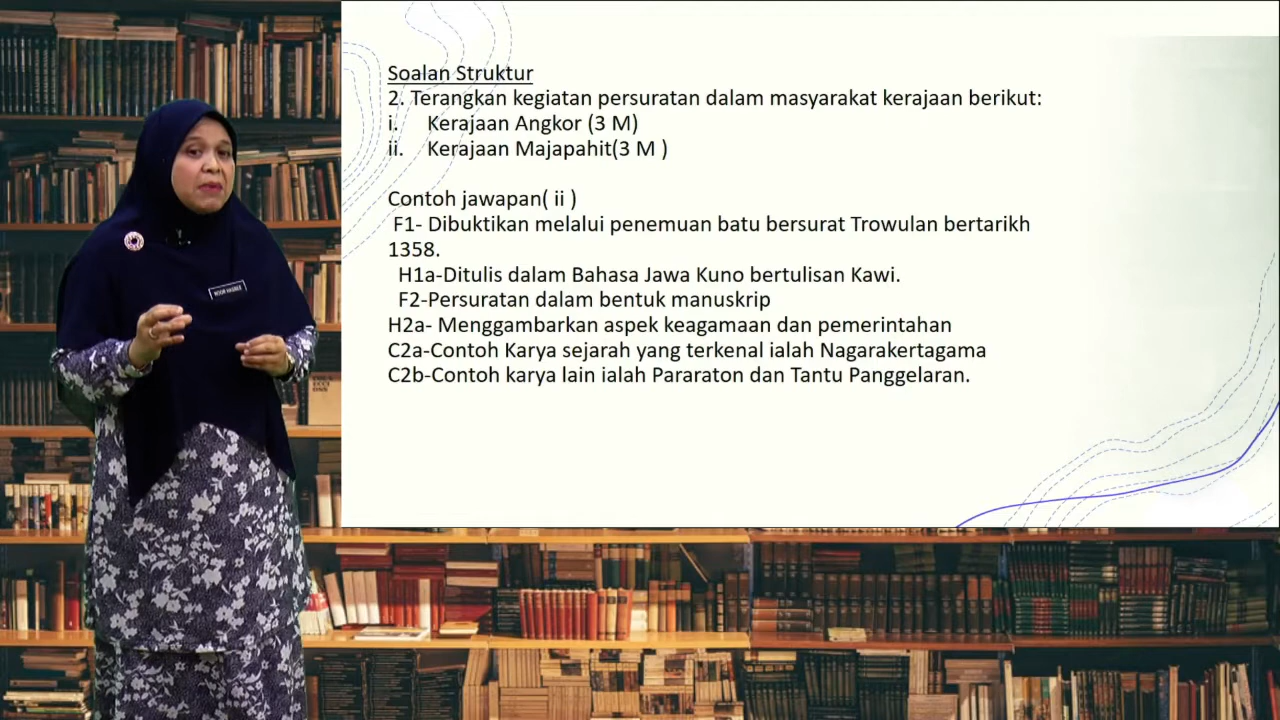 Soalan Struktur
2. Terangkan kegiatan persuratan dalam masyarakat kerajaan berikut:
i. Kerajaan Angkor (3 M)
ii. Kerajaan Majapahit(3 M )
Contoh jawapan( ii )
F1- Dibuktikan melalui penemuan batu bersurat Trowulan bertarikh
1358.
H1a-Ditulis dalam Bahasa Jawa Kuno bertulisan Kawi.
F2-Persuratan dalam bentuk manuskrip
H2a- Menggambarkan aspek keagamaan dan pemerintahan
C2a-Contoh Karya sejarah yang terkenal ialah Nagarakertagama
C2b-Contoh karya lain ialah Pararaton dan Tantu Panggelaran.